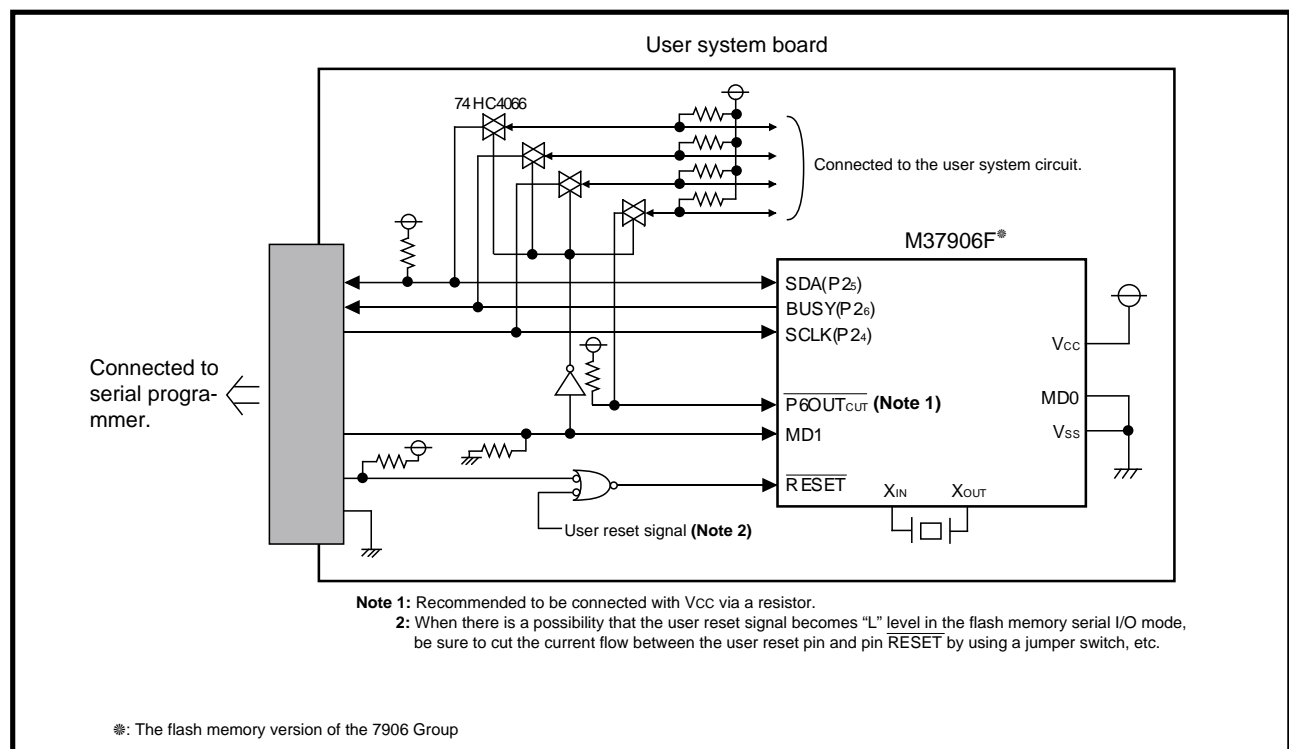 User system board
74HC4066
Connected to the user system circuit.
M37906F❋
SDA(P2₅)
BUSY(P2₆)
SCLK(P2₄)
Connected to
serial progra-
mmer.
VCC
P6OUTCUT (Note 1)
MD0
MD1
VSS
RESET
XIN XOUT
User reset signal (Note 2)
Note 1: Recommended to be connected with VCC via a resistor.
2: When there is a possibility that the user reset signal becomes “L” level in the flash memory serial I/O mode,
be sure to cut the current flow between the user reset pin and pin RESET by using a jumper switch, etc.
❋: The flash memory version of the 7906 Group